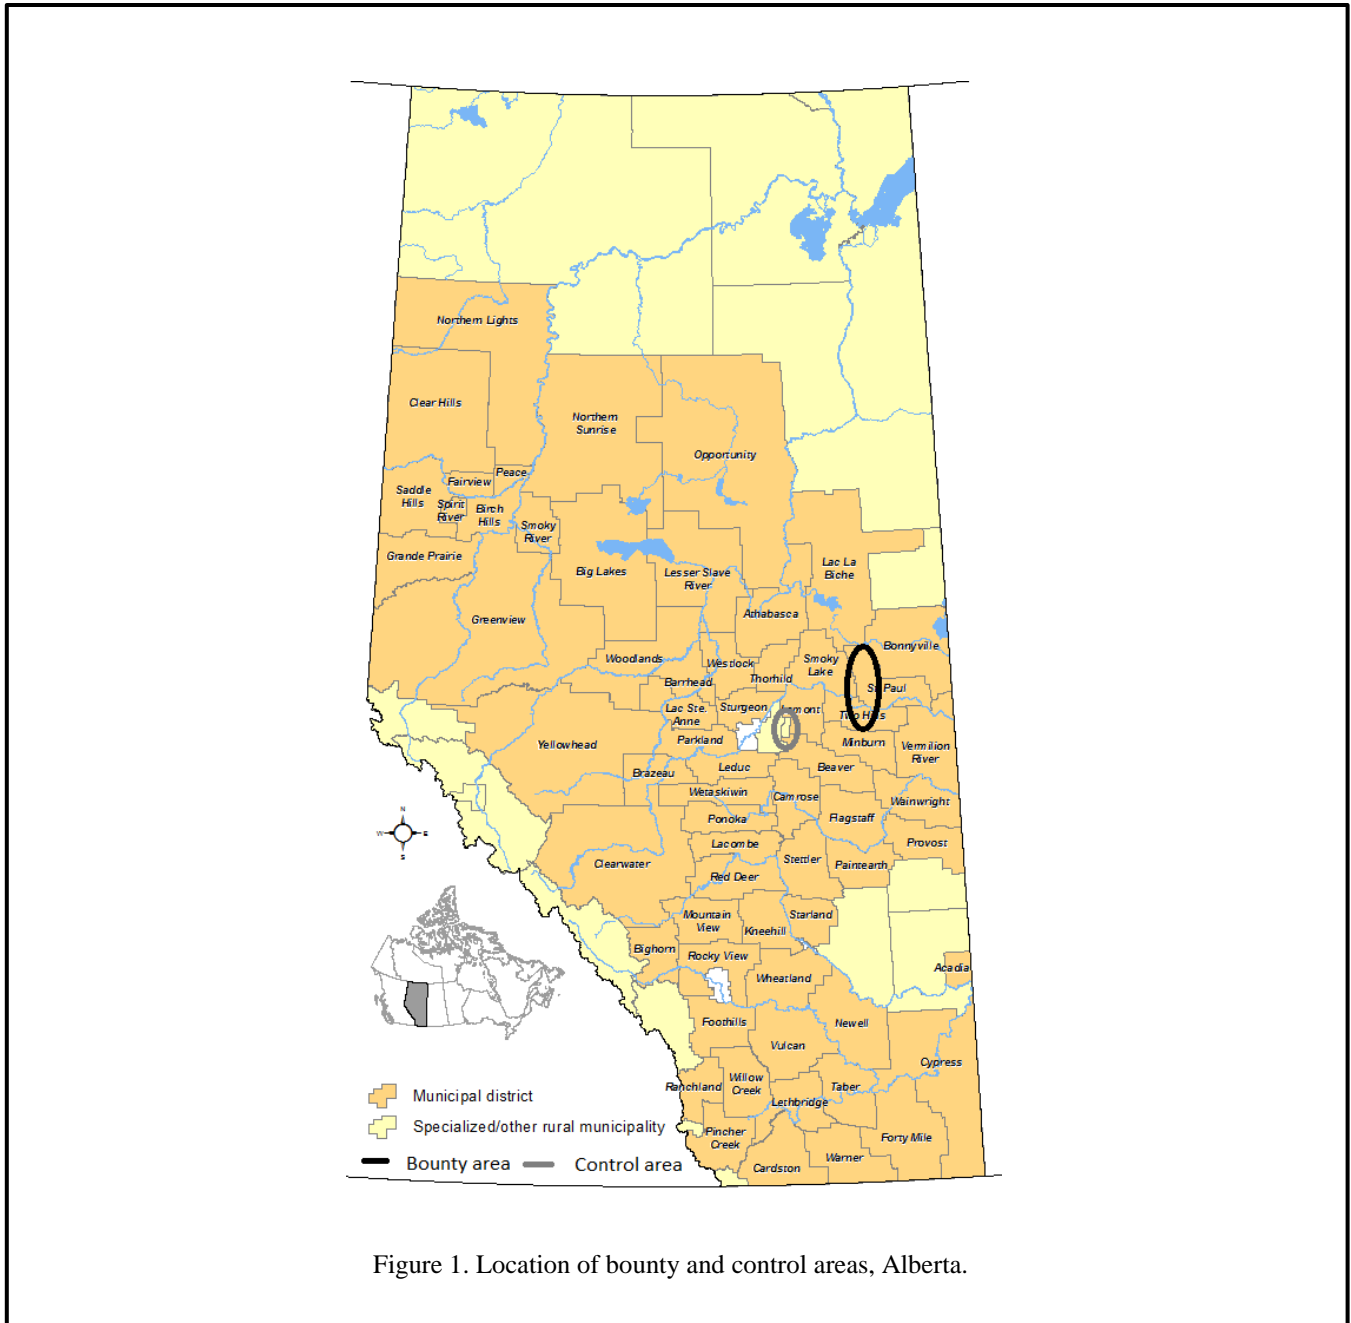 Northern Lights
Clear Hills
Northern
Sunrise
Opportunity
Peace
Fairview
Saddle
Hills
Spirit
River
Birch
Hills
Smoky
River
Grande Prairie
Big Lakes
Lesser Slave
River
Lac La
Biche
Athabasca
Greenview
Woodlands
Westlock
Smoky
Lake
Bonnyville
Thorhild
Barrhead
St Paul
Lac Ste.
Anne
Sturgeon
Lamont
Two Hills
Parkland
Minburn
Vermilion
River
Yellowhead
Brazeau
Leduc
Beaver
Wetaskiwin
Camrose
Wainwright
Ponoka
Flagstaff
Lacombe
Provost
Clearwater
Stettler
Paintearth
Red Deer
Mountain
View
Starland
Kneehill
Bighorn
Rocky View
Acadia
Wheatland
Foothills
Newell
Vulcan
Cypress
Ranchland
Willow
Creek
Taber
Lethbridge
Pincher
Creek
Forty Mile
Warner
Cardston
N
W
E
S
Municipal district
Specialized/other rural municipality
Bounty area
Control area
Figure 1. Location of bounty and control areas, Alberta.